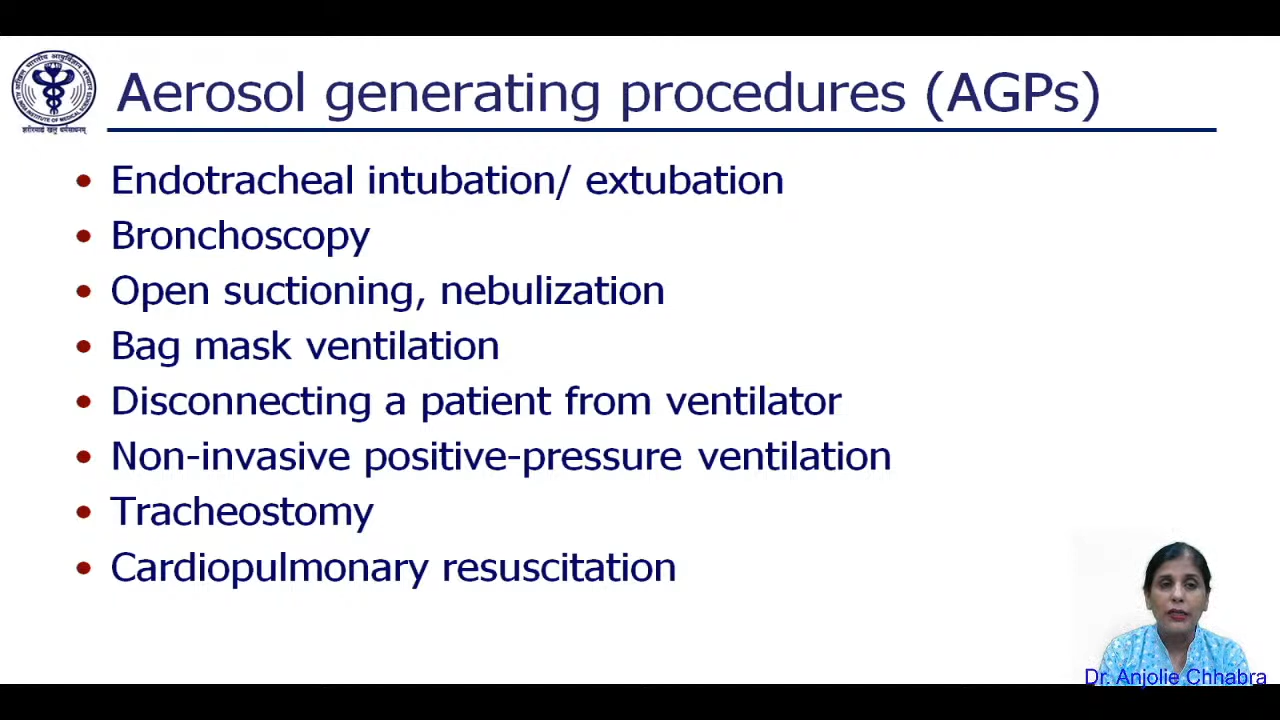 Aerosol generating procedures (AGPs)
• Endotracheal intubation/ extubation
• Bronchoscopy
• Open suctioning, nebulization
• Bag mask ventilation
• Disconnecting a patient from ventilator
• Non-invasive positive-pressure ventilation
• Tracheostomy
• Cardiopulmonary resuscitation
Dr. Anjolie Chhabra